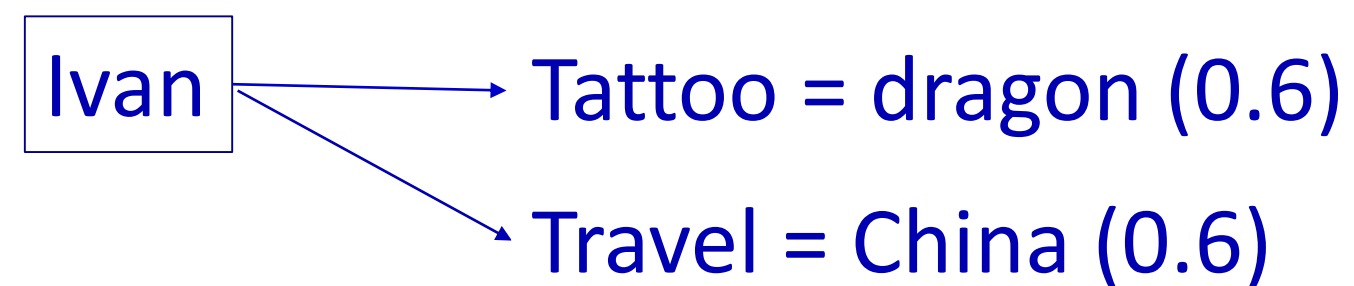 Ivan
Tattoo = dragon (0.6)
Travel = China (0.6)